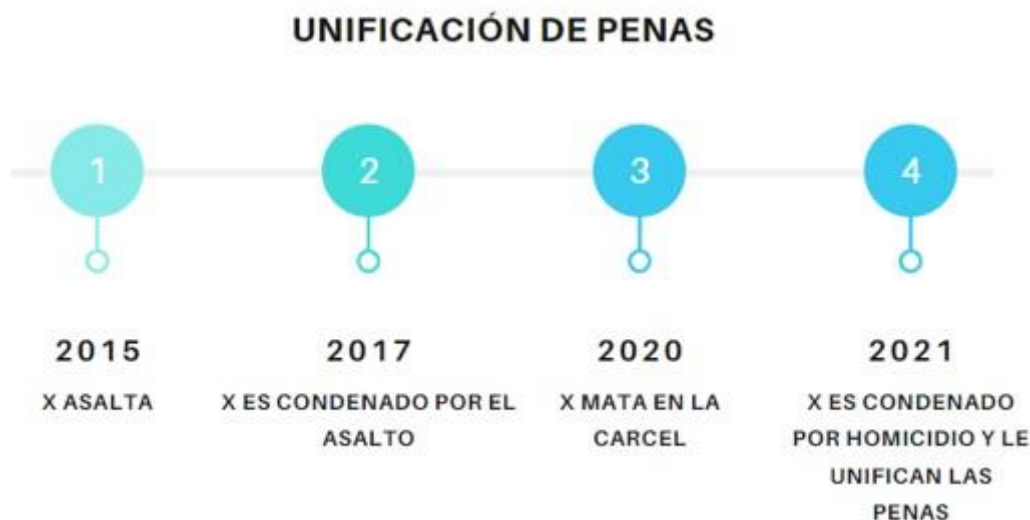 UNIFICACIÓN DE PENAS
1
2
3
4
2015
X ASALTA
2017
X ES CONDENADO POR EL
ASALTO
2020
X MATA EN LA
CARCEL
2021
X ES CONDENADO
POR HOMICIDIO Y LE
UNIFICAN LAS
PENAS